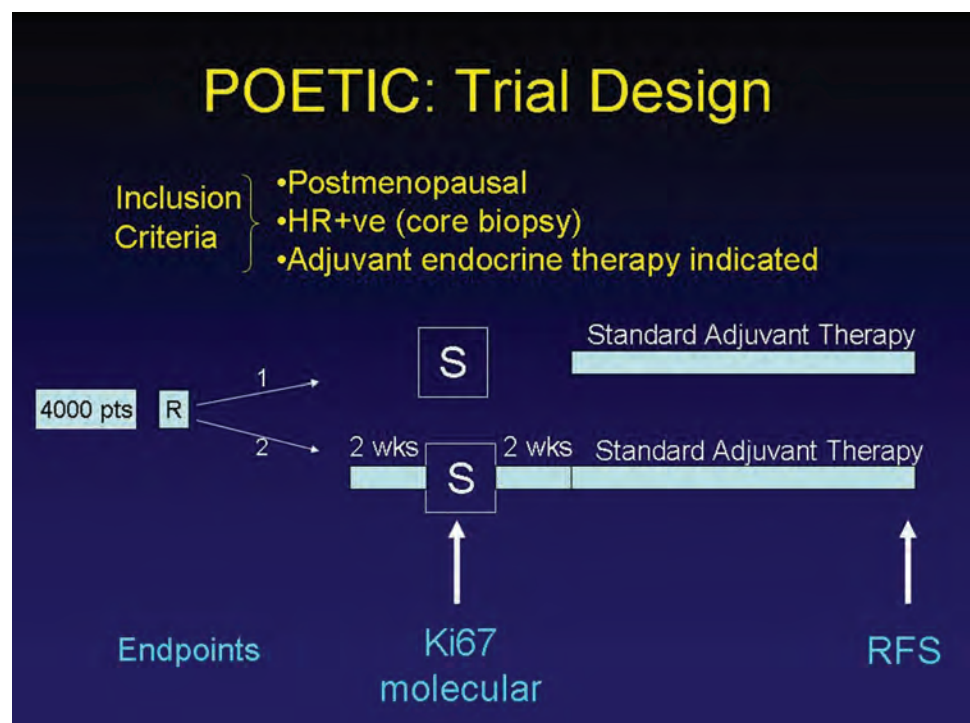 POETIC: Trial Design
Inclusion
Criteria
•Postmenopausal
•HR+ve (core biopsy)
•Adjuvant endocrine therapy indicated
4000 pts
R
1
2
S
Standard Adjuvant Therapy
2 wks
S
2 wks
Standard Adjuvant Therapy
Endpoints
Ki67
molecular
RFS